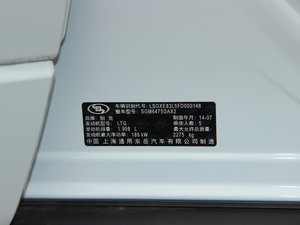 车辆识别代号 LSGXE83L5FD000148
整车型号 SGM6475DAX2
品牌 别克 制造年月 14-07
发动机型号 LTG 乘坐人数 5
发动机排量 1.998 L 最大允许总质量
发动机最大净功率 186 kW 2275 kg
中国 上海通用东岳汽车有限公司 制造